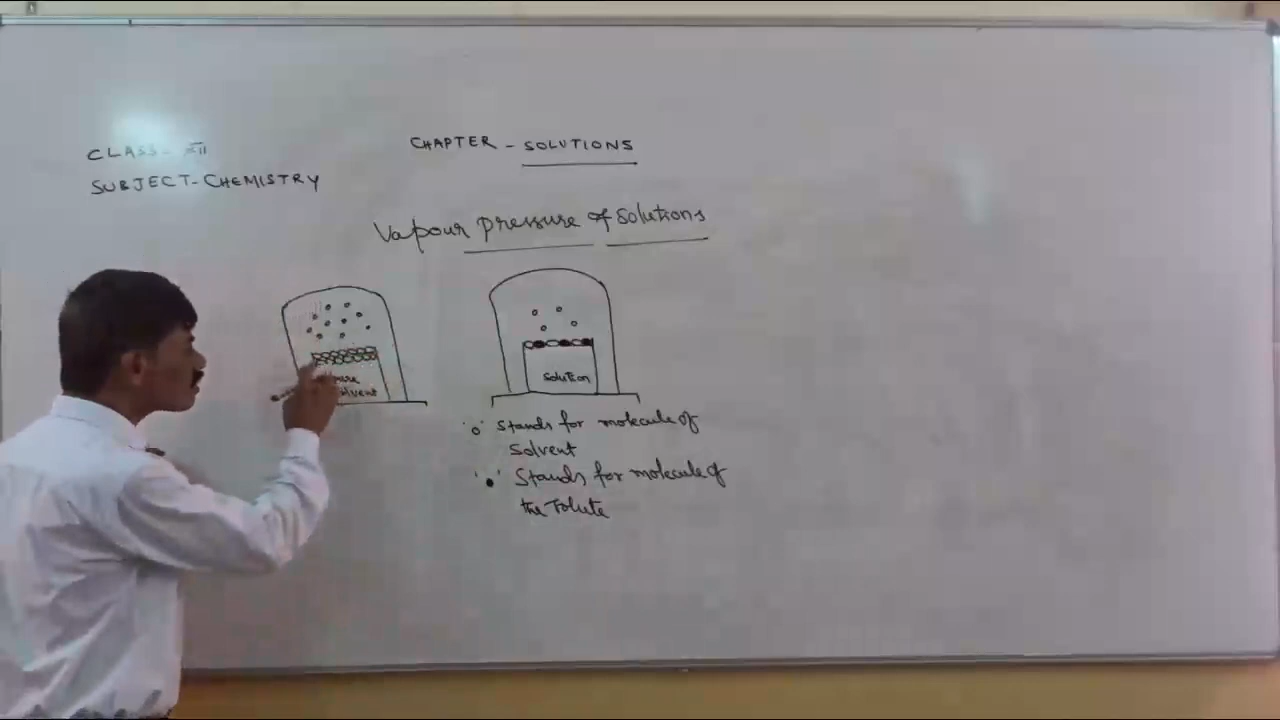 CLASS - XII
SUBJECT-CHEMISTRY
CHAPTER - SOLUTIONS
Vapour pressure of solutions
solvent
Solution
'o' stands for molecule of
solvent
'•' Stands for molecule of
the solute